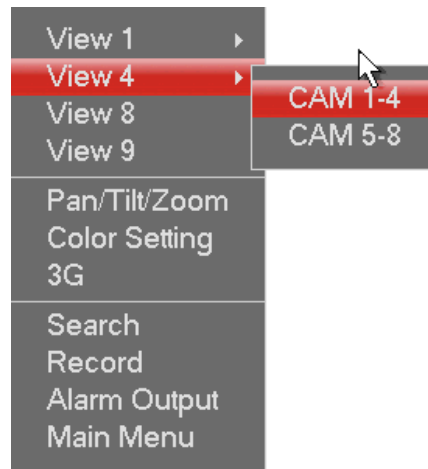 View 1
View 4
View 8
View 9
CAM 1-4
CAM 5-8
Pan/Tilt/Zoom
Color Setting
3G
Search
Record
Alarm Output
Main Menu